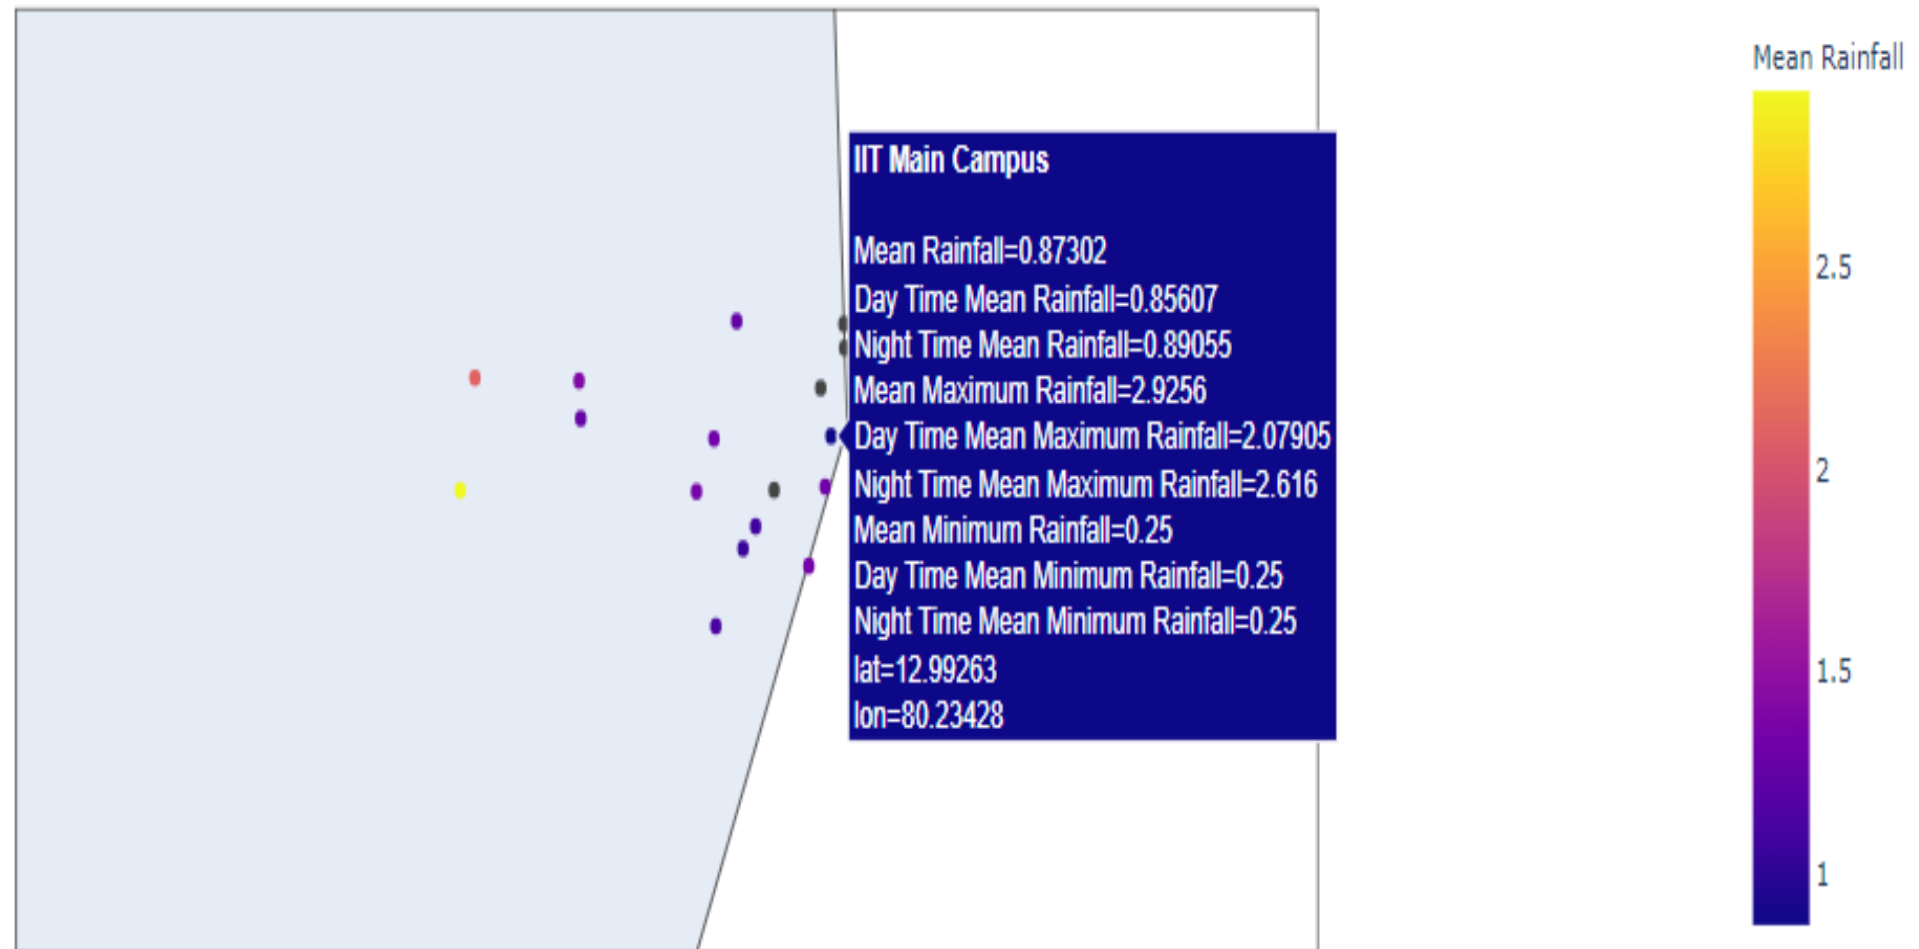 Mean Rainfall
IIT Main Campus
Mean Rainfall=0.87302
Day Time Mean Rainfall=0.85607
Night Time Mean Rainfall=0.89055
Mean Maximum Rainfall=2.9256
Day Time Mean Maximum Rainfall=2.07905
Night Time Mean Maximum Rainfall=2.616
Mean Minimum Rainfall=0.25
Day Time Mean Minimum Rainfall=0.25
Night Time Mean Minimum Rainfall=0.25
lat=12.99263
lon=80.23428
2.5
2
1.5
1